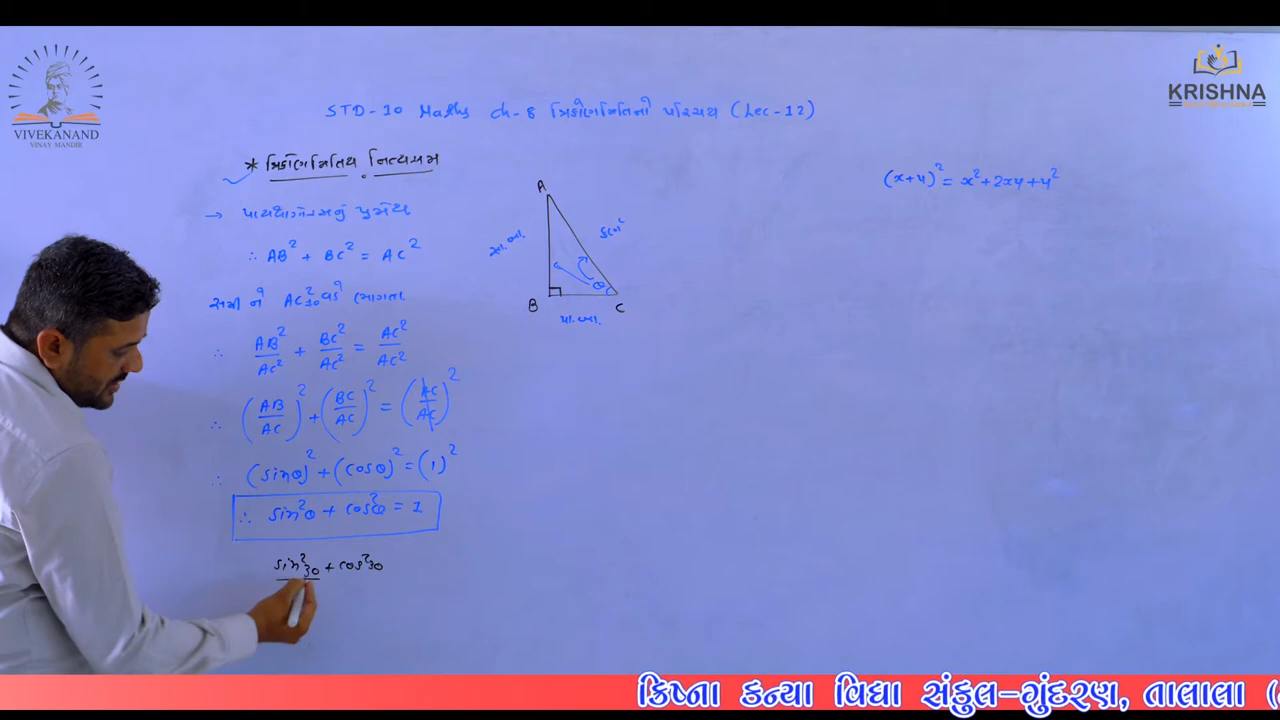 VIVEKANAND
VINAY MANDIR
KRISHNA
STD-10 Maths ch-8 ત્રિકોણમિતિનો પરિચય (Lec-12)
* ત્રિકોણમિતિય નિત્યસમ
→ પાયથાગોરસનું પ્રમેય
∴ AB² + BC² = AC²
AC² વડે ભાગતા.
∴ AB²/AC² + BC²/AC² = AC²/AC²
∴ (AB/AC)² + (BC/AC)² = (AC/AC)²
∴ (sinθ)² + (cosθ)² = (1)²
∴ sin²θ + cos²θ = 1
sin²30 + cos²30
A
સા.બા.
કર્ણ
θ
B
C
પા.બા.
(x+y)² = x²+2xy+y²
ક્રિષ્ના કન્યા વિદ્યા સંકુલ-ગુંદરણ, તાલાલા (